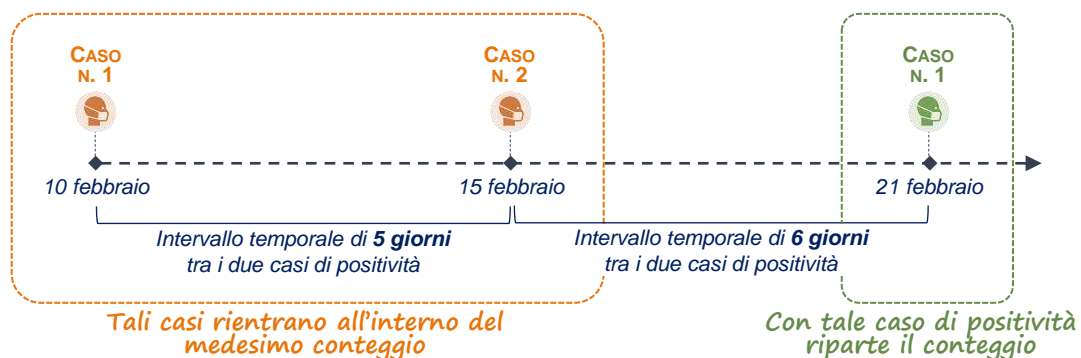 CASO
N. 1
CASO
N. 2
CASO
N. 1
10 febbraio
15 febbraio
21 febbraio
Intervallo temporale di 5 giorni
tra i due casi di positività
Intervallo temporale di 6 giorni
tra i due casi di positività
Tali casi rientrano all'interno del
medesimo conteggio
Con tale caso di positività
riparte il conteggio